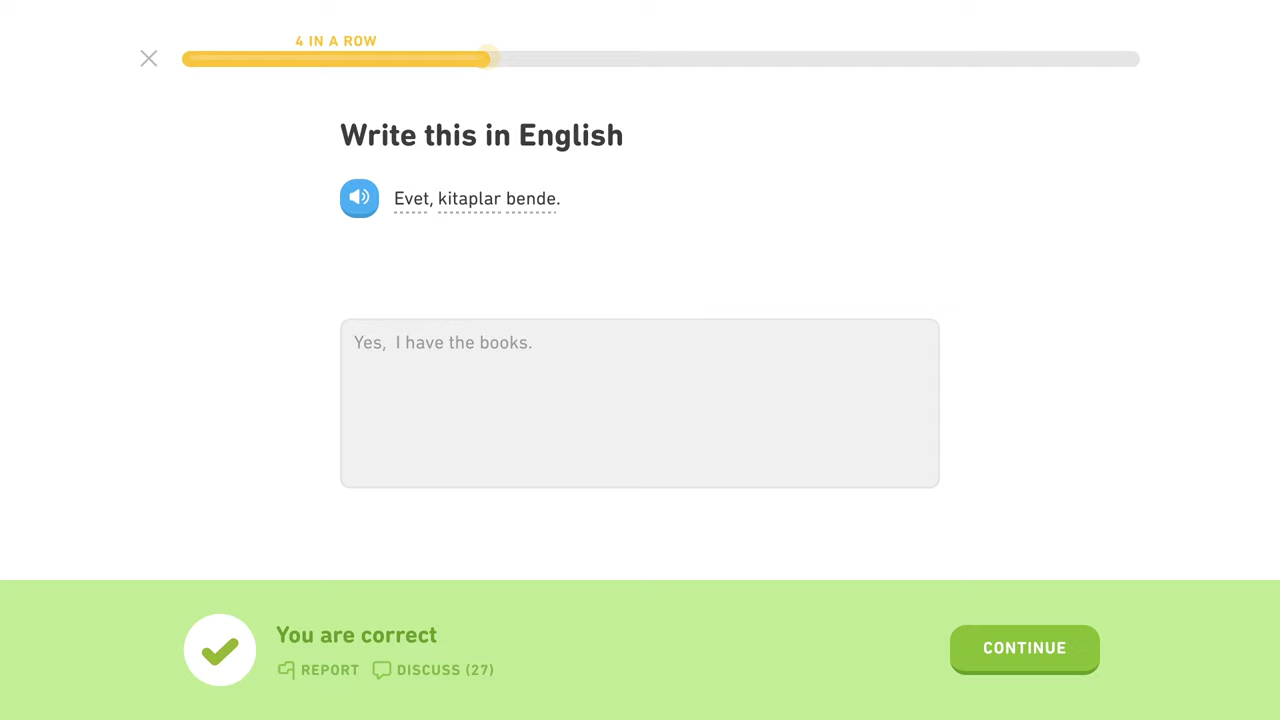 4 IN A ROW
Write this in English
Evet, kitaplar bende.
Yes,  I have the books.
You are correct
REPORT DISCUSS (27)
CONTINUE